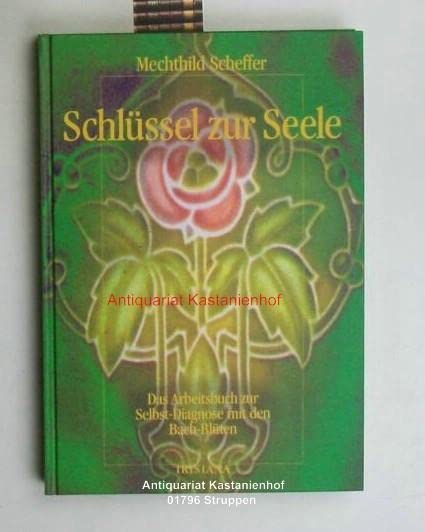 Mechthild Scheffer
Schlüssel zur Seele
Antiquariat Kastanienhof
Das Arbeitsbuch zur
Selbst-Diagnose mit den
Bach-Blüten
IRISIANA
Antiquariat Kastanienhof
01796 Struppen